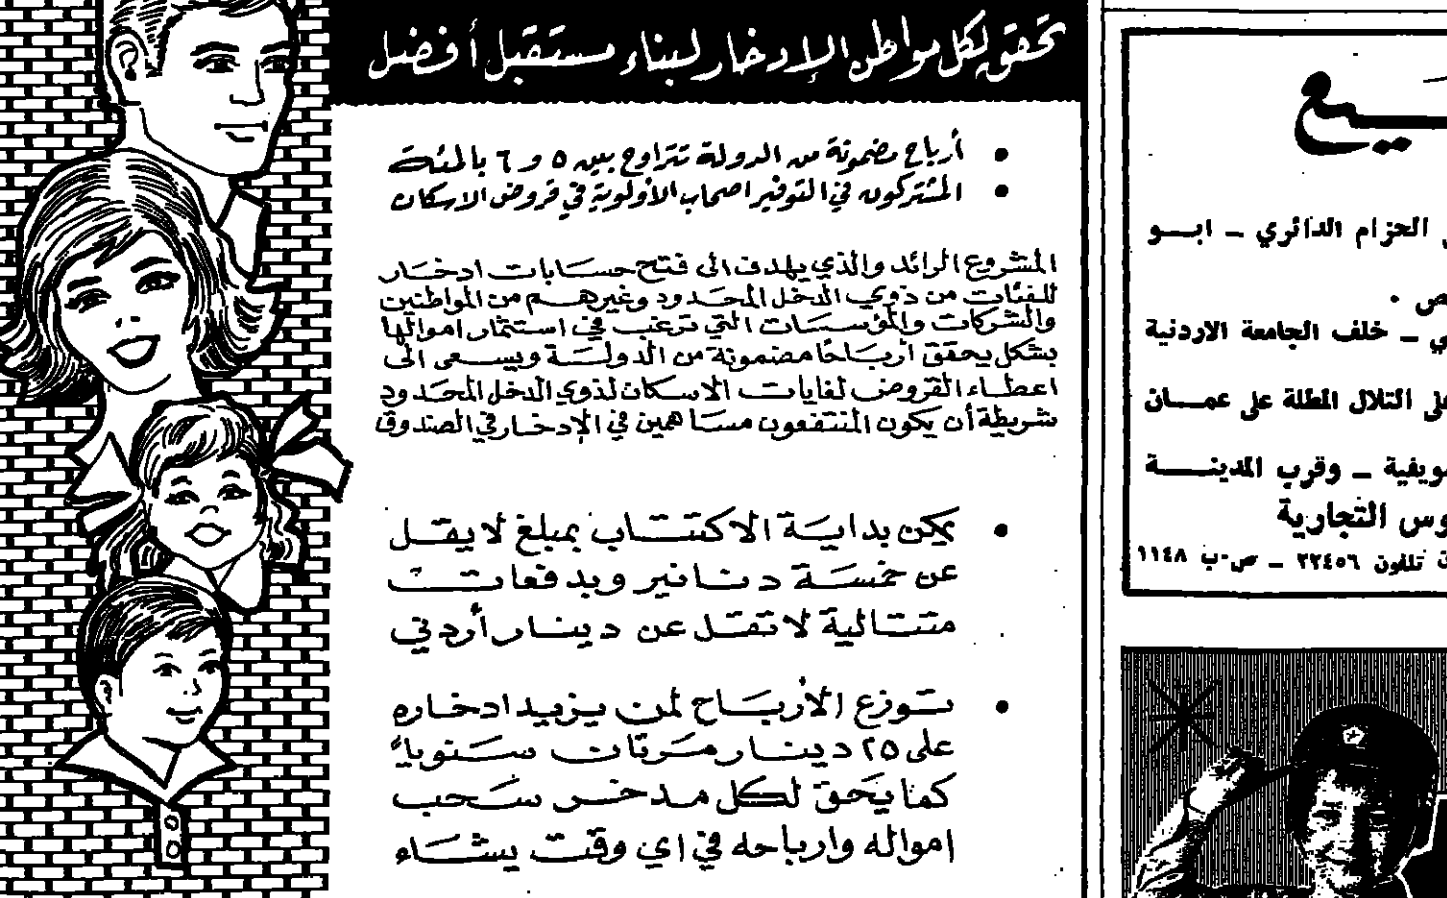 تحقق لكل مواطن الإدخار لبناء مستقبل أفضل
• أرباح مضمونة من الدولة تتراوح بين ٥ و ٦ بالمئة
• المشتركون في التوفير اصحاب الأولوية في قروض الاسكان
المشروع الرائد والذي يهدف الى فتح حسابات ادخار
للفئات من ذوي الدخل المحدود وغيرهم من المواطنين
والشركات والمؤسسات التي ترغب في استثمار اموالها
بشكل يحقق أرباحا مضمونة من الدولة ويسعى الى
اعطاء القروض لغايات الاسكان لذوي الدخل المحدود
شريطة أن يكون المنتفعون مساهمين في الإدخار في الصندوق
• يمكن بداية الاكتتاب بمبلغ لا يقل
عن خمسة دنانير وبدفعات
متتالية لا تقل عن دينار أردني
• توزع الأرباح لمن يزيد ادخاره
على ٢٥ دينار مرتان سنوياً
كما يحق لكل مدخر سحب
امواله وارباحه في اي وقت يشاء
الحزام الدائري – ابو
خلف الجامعة الاردنية
التلال المطلة على عمان
وقرب المدينة
التجارية
تلفون ٢٢٤٥٦ – ص.ب ١١٤٨